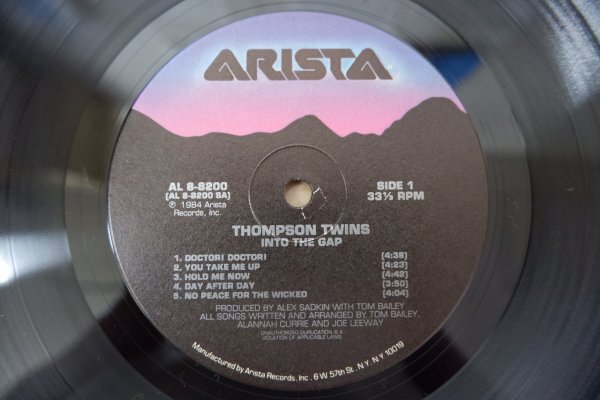 ARISTA
AL 8-8200
[AL 8-8200 SA]
℗ 1984 Arista
Records, Inc.
SIDE 1
33⅓ RPM
THOMPSON TWINS
INTO THE GAP
1. DOCTOR! DOCTOR! [4:38]
2. YOU TAKE ME UP [4:23]
3. HOLD ME NOW [4:42]
4. DAY AFTER DAY [3:50]
5. NO PEACE FOR THE WICKED [4:04]
PRODUCED BY ALEX SADKIN WITH TOM BAILEY
ALL SONGS WRITTEN AND ARRANGED BY TOM BAILEY,
ALANNAH CURRIE AND JOE LEEWAY
UNAUTHORIZED DUPLICATION IS A
VIOLATION OF APPLICABLE LAWS
Manufactured by Arista Records, Inc., 6 W. 57th St., N.Y. N.Y. 10019